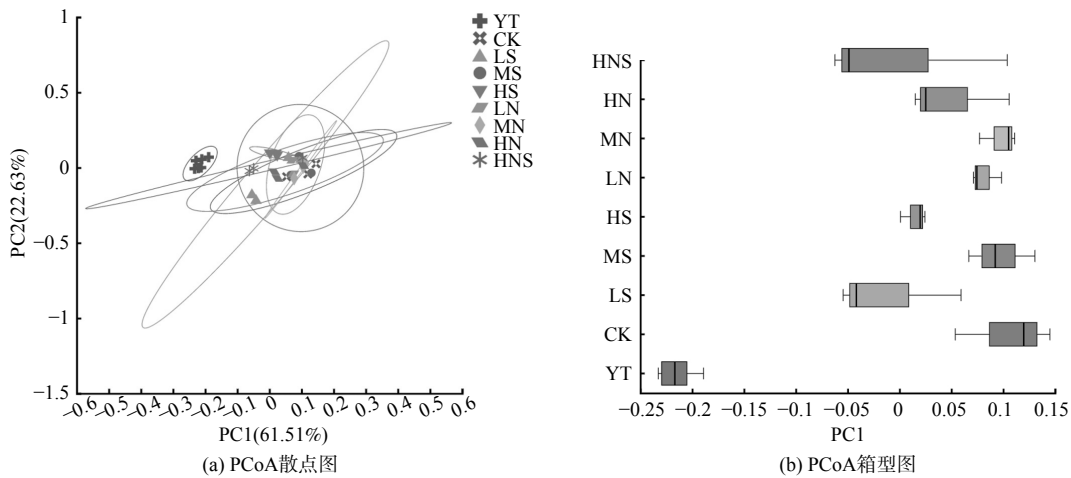 1
0.5
0
−0.5
−1
−1.5
PC2(22.63%)
−0.6
−0.5
−0.4
−0.3
−0.2
−0.1
0
0.1
0.2
0.3
0.4
0.5
0.6
PC1(61.51%)
YT
CK
LS
MS
HS
LN
MN
HN
HNS
(a) PCoA散点图
HNS
HN
MN
LN
HS
MS
LS
CK
YT
−0.25
−0.2
−0.1
−0.05
0
0.05
0.1
0.15
PC1
(b) PCoA箱型图